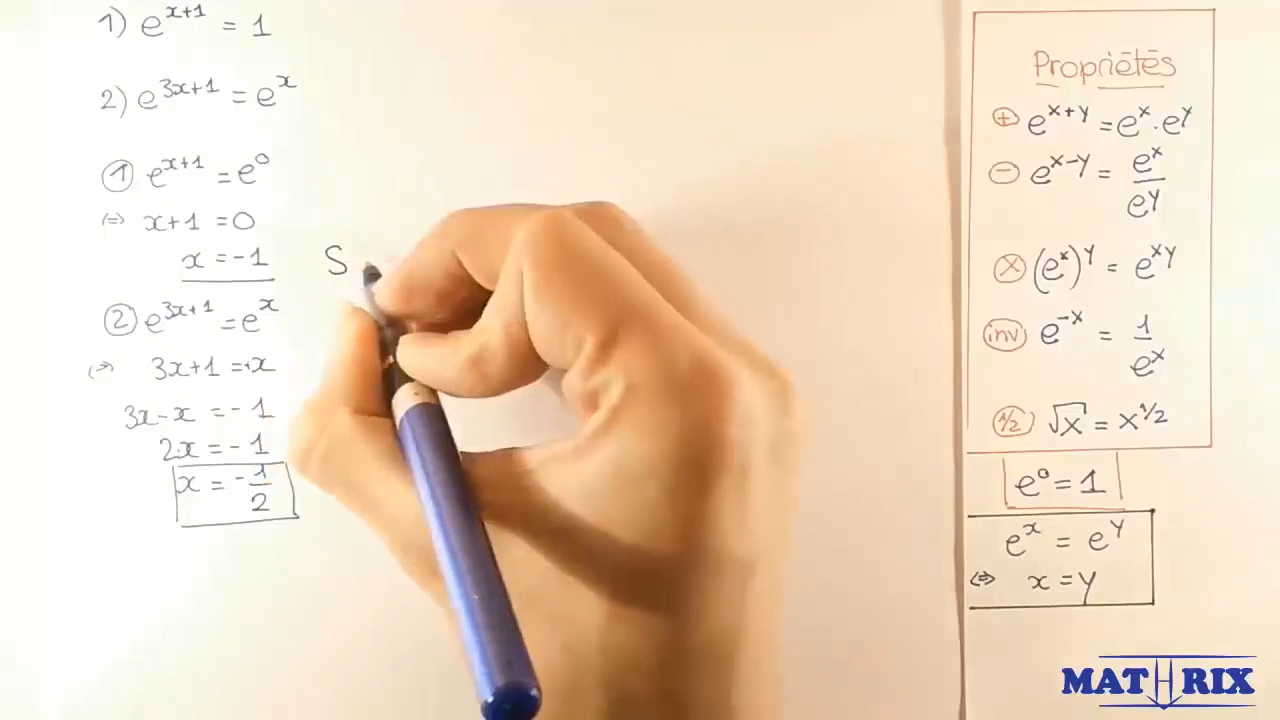 1) e^{x+1} = 1
2) e^{3x+1} = e^x
① e^{x+1} = e^0
⇔ x+1 = 0
x = -1
② e^{3x+1} = e^x
⇔ 3x+1 = +x
3x-x = -1
2x = -1
x = -1/2
S
Propriétés
⊕ e^{x+y} = e^x · e^y
⊖ e^{x-y} = e^x / e^y
ⓧ (e^x)^y = e^{xy}
inv e^{-x} = 1 / e^x
1/2 √x = x^{1/2}
e^0 = 1
e^x = e^y
⇔ x = y
MATHRIX